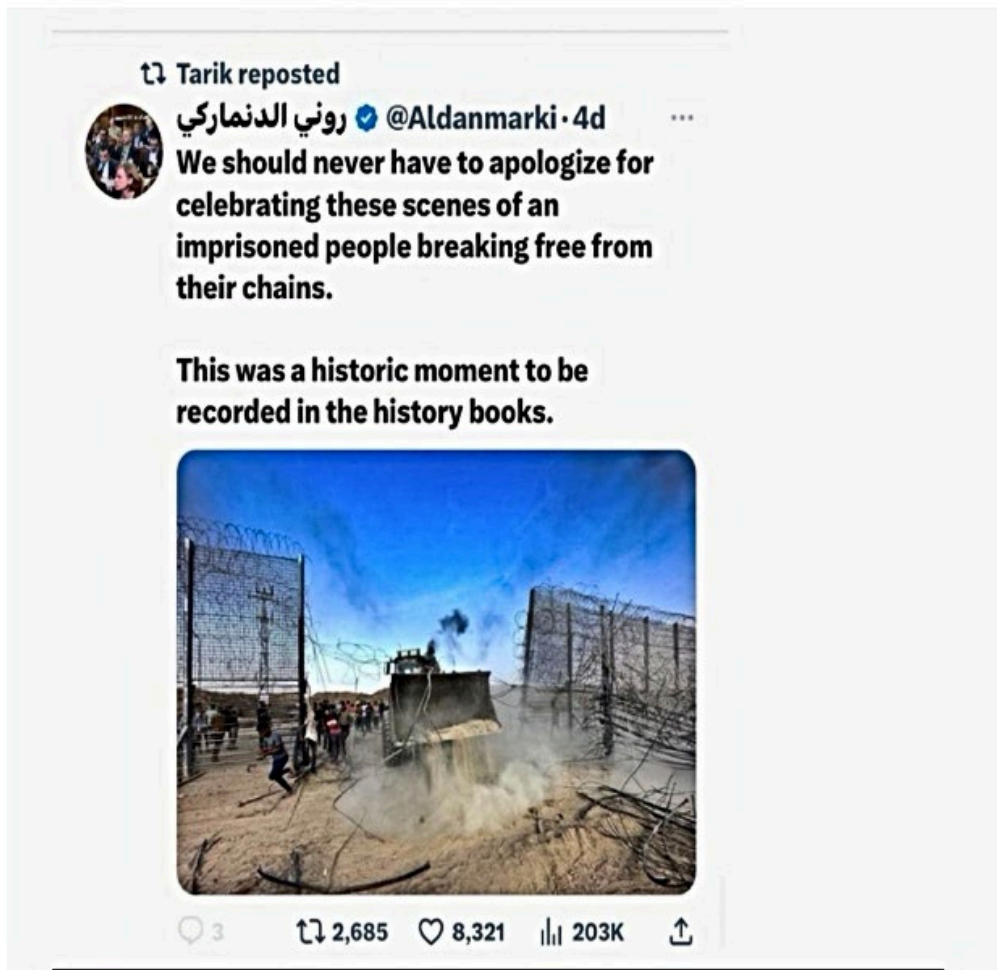 Tarik reposted
روني الدنماركي @Aldanmarki · 4d
We should never have to apologize for
celebrating these scenes of an
imprisoned people breaking free from
their chains.
This was a historic moment to be
recorded in the history books.
3 2,685 8,321 203K